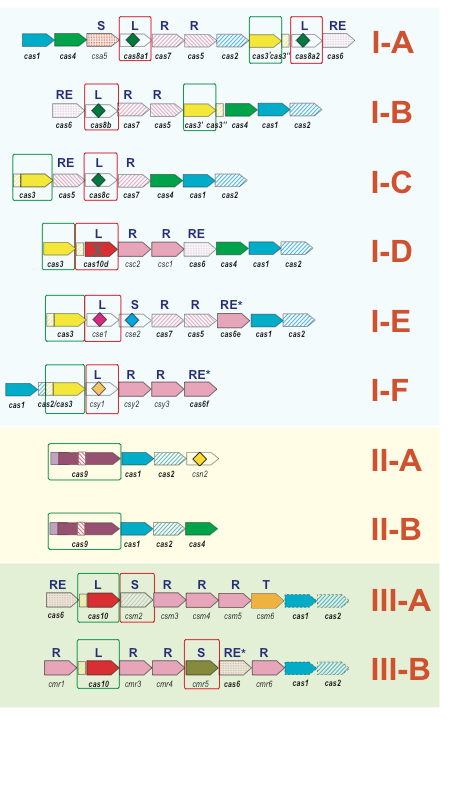 S L R R L RE
I-A
cas1 cas4 csa5 cas8a1 cas7 cas5 cas2 cas3' cas3" cas8a2 cas6
RE L R R
I-B
cas6 cas8b cas7 cas5 cas3' cas3" cas4 cas1 cas2
RE L R
I-C
cas3 cas5 cas8c cas7 cas4 cas1 cas2
L R R RE
I-D
cas3 cas10d csc2 csc1 cas6 cas4 cas1 cas2
L S R R RE*
I-E
cas3 cse1 cse2 cas7 cas5 cas6e cas1 cas2
L R R RE*
I-F
cas1 cas2/cas3 csy1 csy2 csy3 cas6f
II-A
cas9 cas1 cas2 csn2
II-B
cas9 cas1 cas2 cas4
RE L S R R R T
III-A
cas6 cas10 csm2 csm3 csm4 csm5 csm6 cas1 cas2
R L R R S RE* R
III-B
cmr1 cas10 cmr3 cmr4 cmr5 cas6 cmr6 cas1 cas2